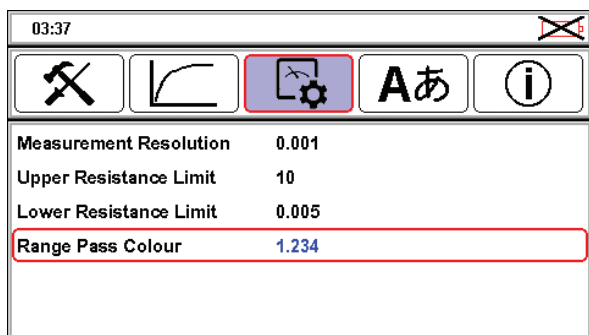 03:37
Aあ i
Measurement Resolution 0.001
Upper Resistance Limit 10
Lower Resistance Limit 0.005
Range Pass Colour 1.234